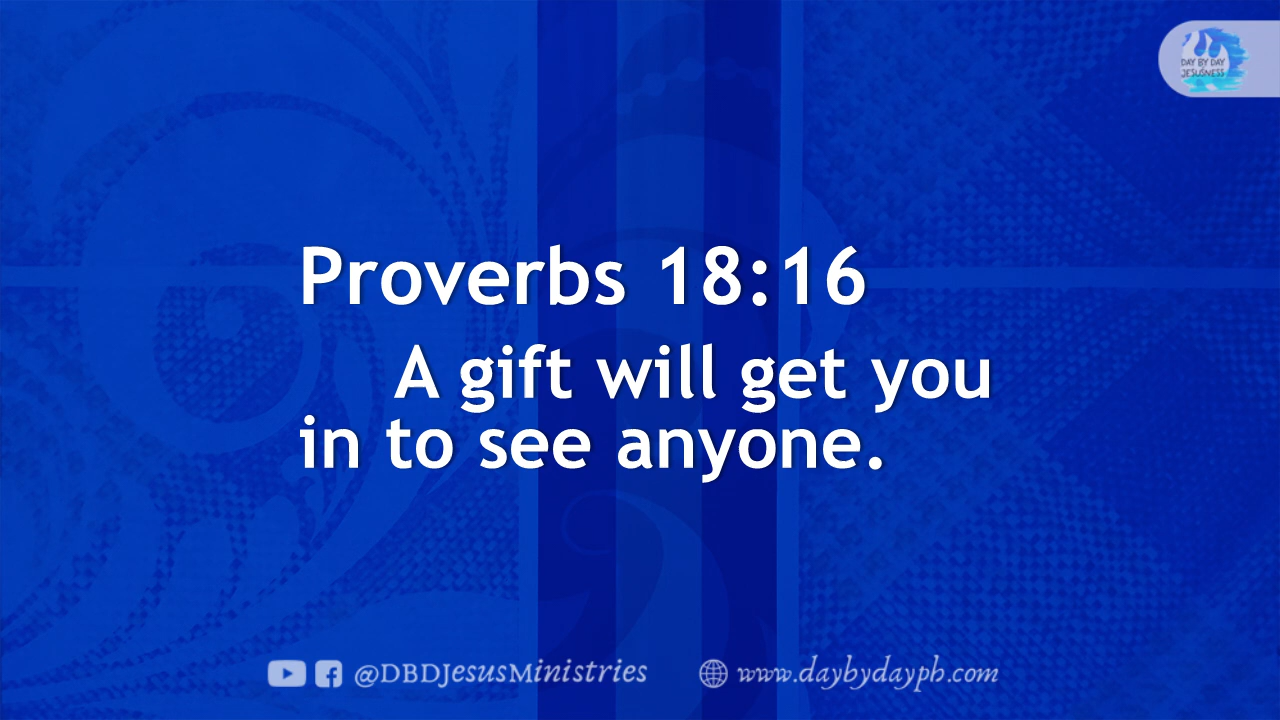 DAY BY DAY
JESUSNESS
Proverbs 18:16
A gift will get you
in to see anyone.
@DBDJesusMinistries
www.daybydayph.com